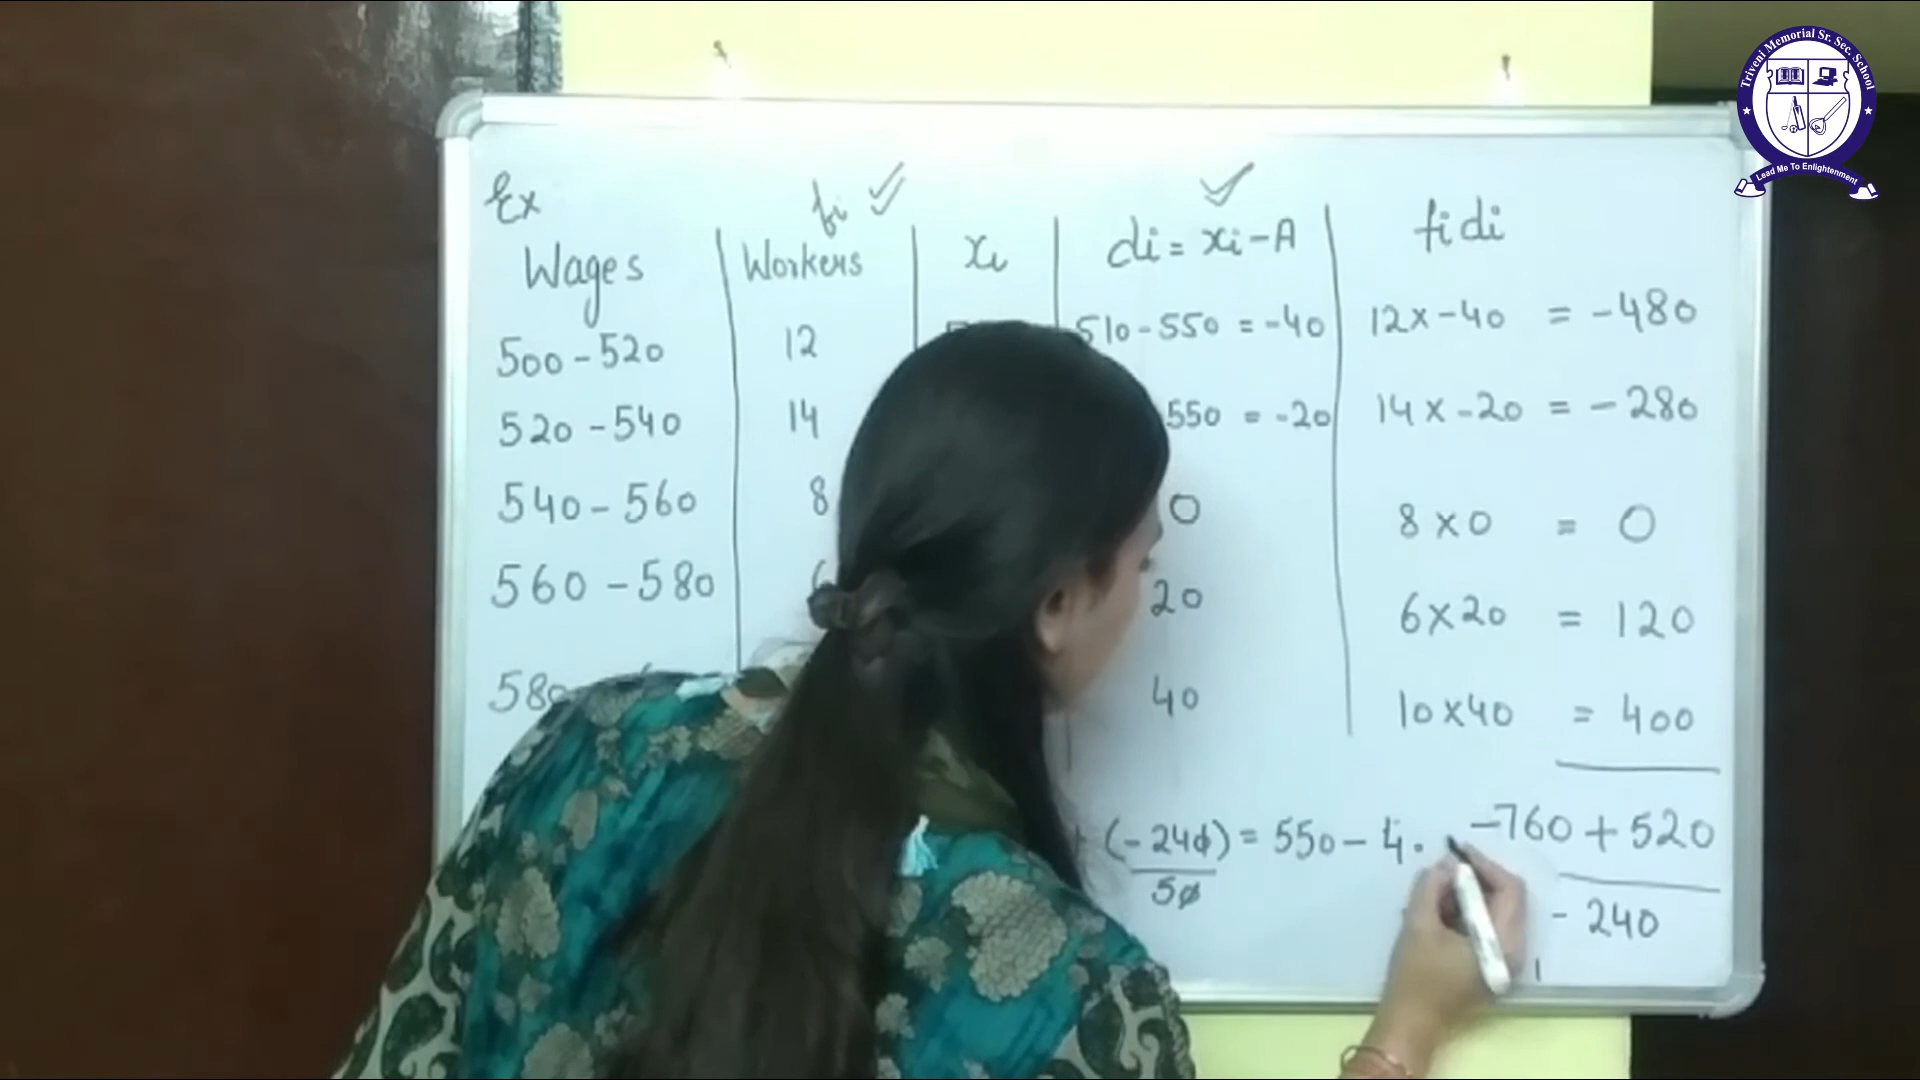 Triveni Memorial Sr. Sec. School
Lead Me To Enlightenment
Ex fi ✓ ✓
Wages Workers xi di = xi - A fidi
500 - 520 12 510 - 550 = -40 12 x -40 = -480
520 - 540 14 550 = -20 14 x -20 = -280
540 - 560 8 0 8 x 0 = 0
560 - 580 20 6 x 20 = 120
580 40 10 x 40 = 400
-760 + 520
+ (-240) = 550 - 4.
50
-240